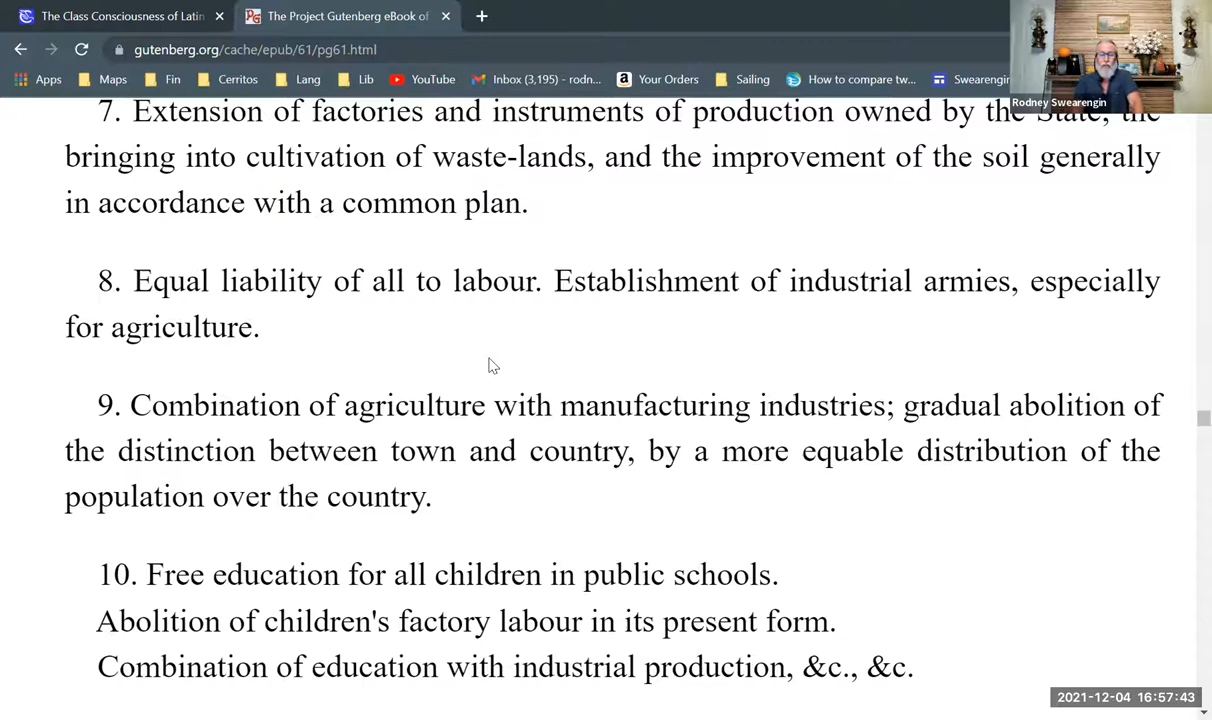 The Class Consciousness of Latin
The Project Gutenberg eBook of
gutenberg.org/cache/epub/61/pg61.html
Apps
Maps
Fin
Cerritos
Lang
Lib
YouTube
Inbox (3,195) - rodn...
Your Orders
Sailing
How to compare tw...
Swearengin
Rodney Swearengin
7. Extension of factories and instruments of production owned by the State; the
bringing into cultivation of waste-lands, and the improvement of the soil generally
in accordance with a common plan.
8. Equal liability of all to labour. Establishment of industrial armies, especially
for agriculture.
9. Combination of agriculture with manufacturing industries; gradual abolition of
the distinction between town and country, by a more equable distribution of the
population over the country.
10. Free education for all children in public schools.
Abolition of children's factory labour in its present form.
Combination of education with industrial production, &c., &c.
2021-12-04 16:57:43